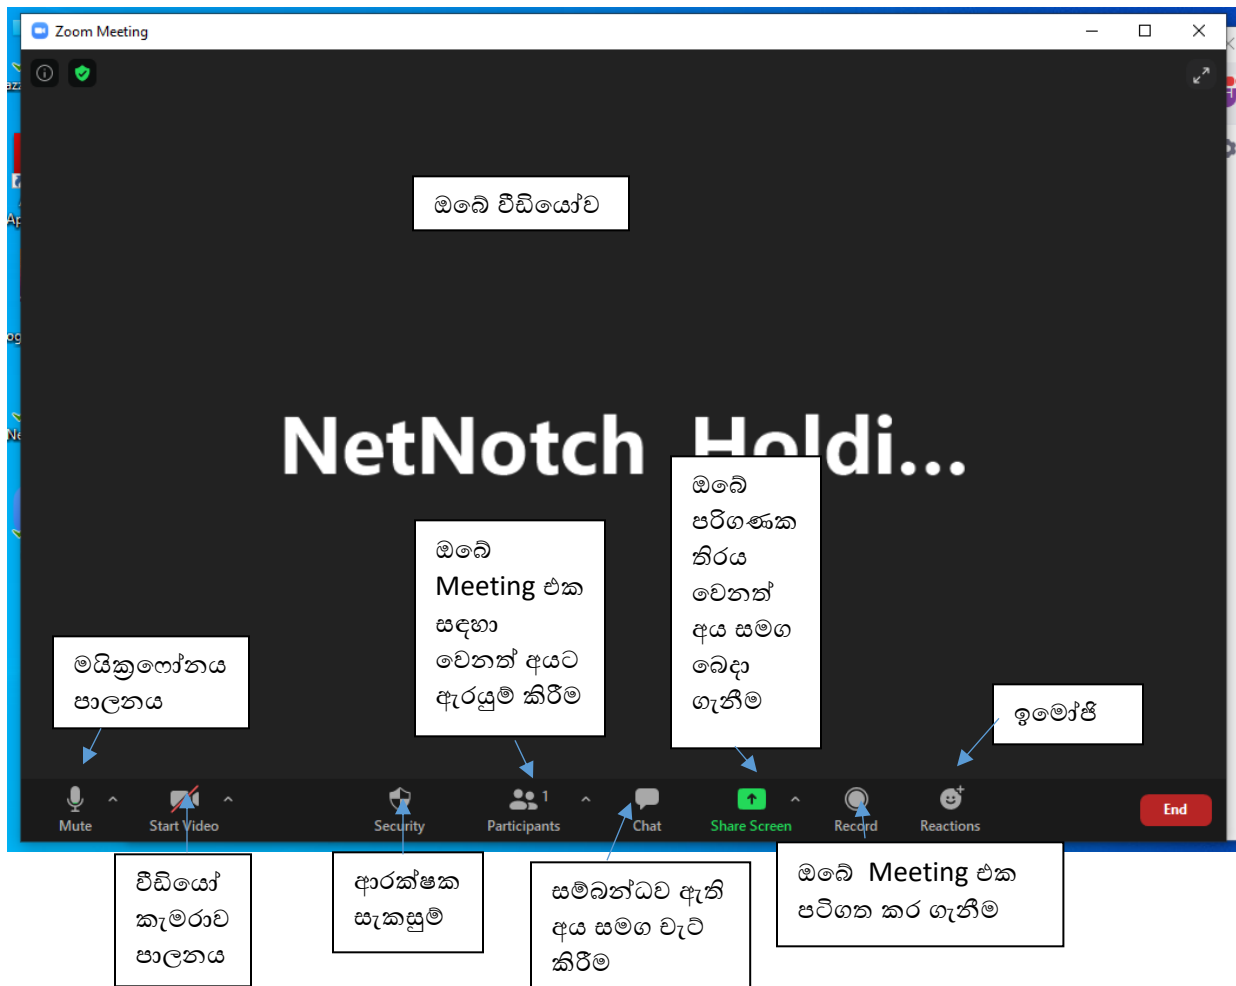 Zoom Meeting
ඔබේ වීඩියෝව
NetNotch Holdi...
ඔබේ
පරිගණක
තිරය
වෙනත්
අය සමග
බෙදා
ගැනීම
ඔබේ
Meeting එක
සඳහා
වෙනත් අයට
ඇරයුම් කිරීම
මයික්‍රෆෝනය
පාලනය
ඉමෝජි
Mute
Start Video
Security
1
Participants
Chat
Share Screen
Record
Reactions
End
වීඩියෝ
කැමරාව
පාලනය
ආරක්ෂක
සැකසුම්
සම්බන්ධව ඇති
අය සමග චැට්
කිරීම
ඔබේ Meeting එක
පටිගත කර ගැනීම